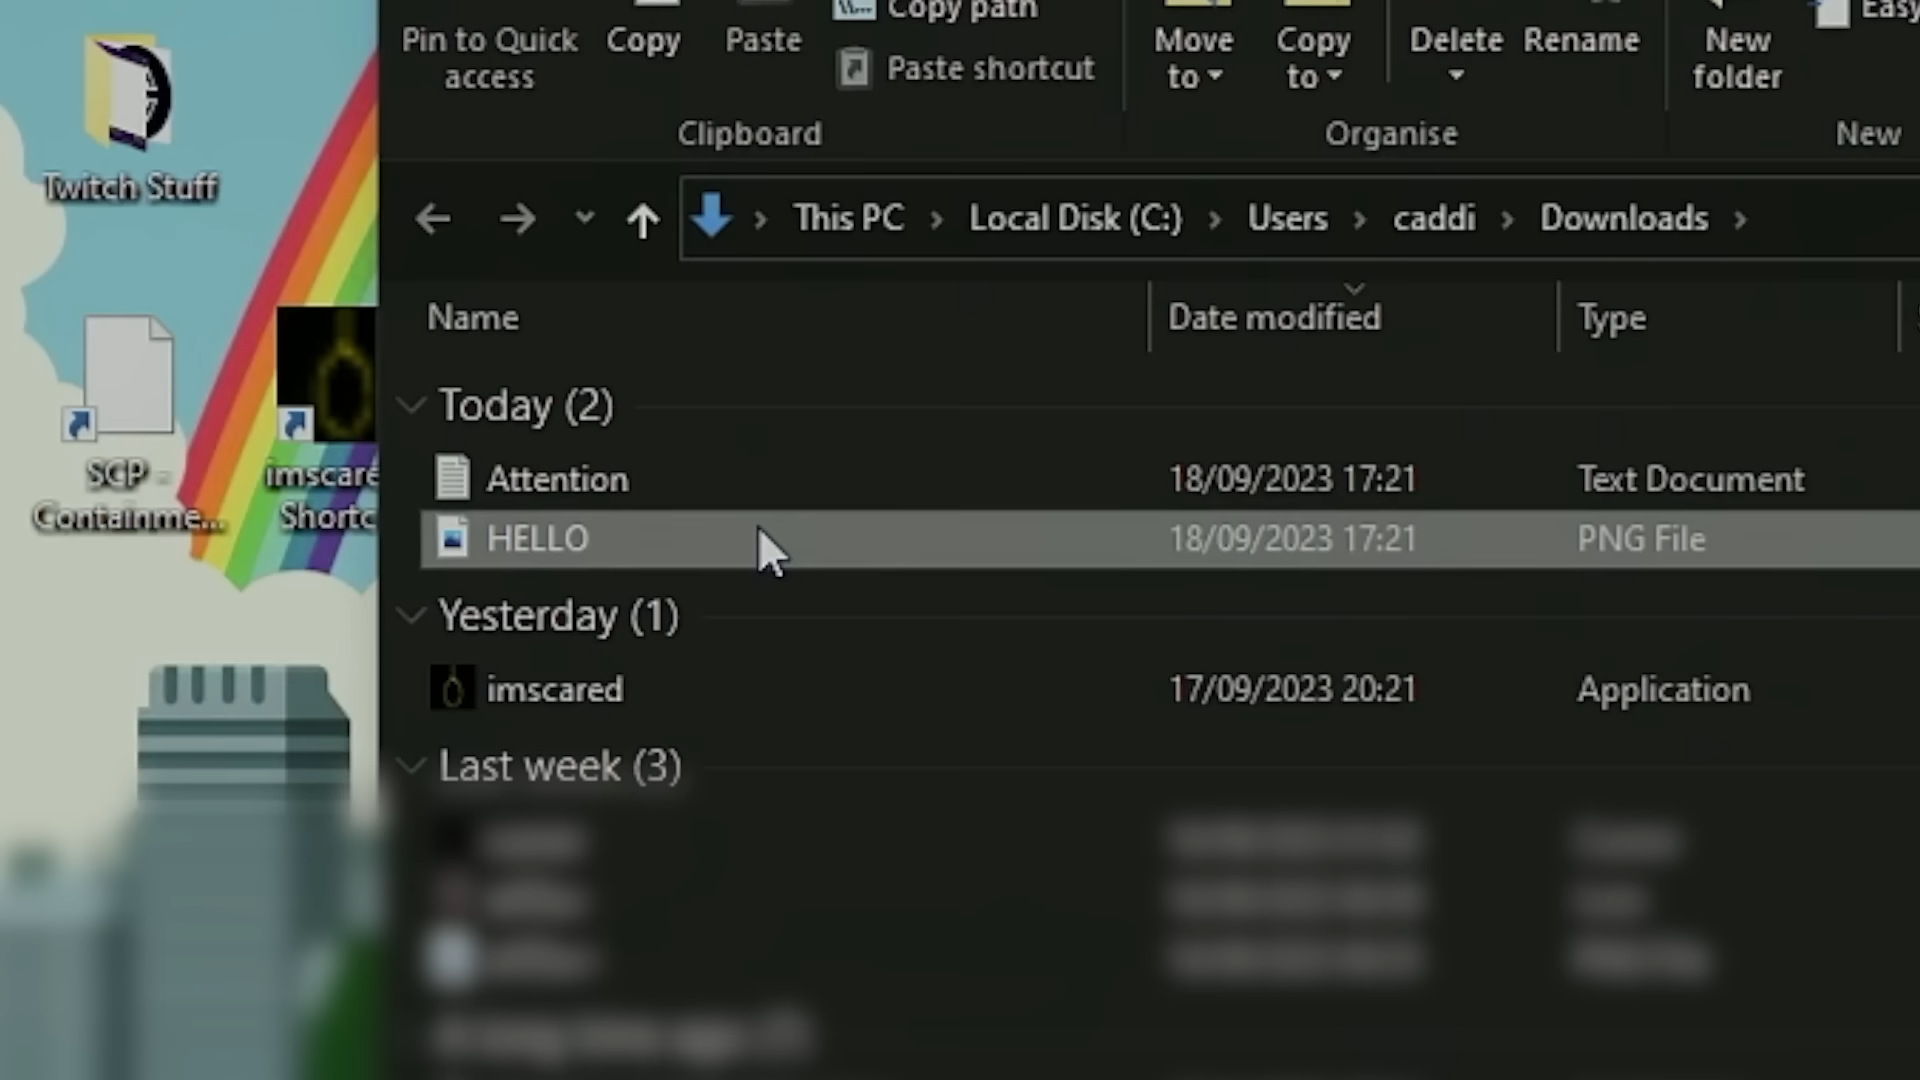 Pin to Quick access
Copy
Paste
Copy path
Paste shortcut
Move to
Copy to
Delete
Rename
New folder
Easy
Clipboard
Organise
New
Twitch Stuff
This PC > Local Disk (C:) > Users > caddi > Downloads >
Name
Date modified
Type
Today (2)
Attention 18/09/2023 17:21 Text Document
HELLO 18/09/2023 17:21 PNG File
Yesterday (1)
imscared 17/09/2023 20:21 Application
Last week (3)
SCP -
Containme...
imscare
Shortc